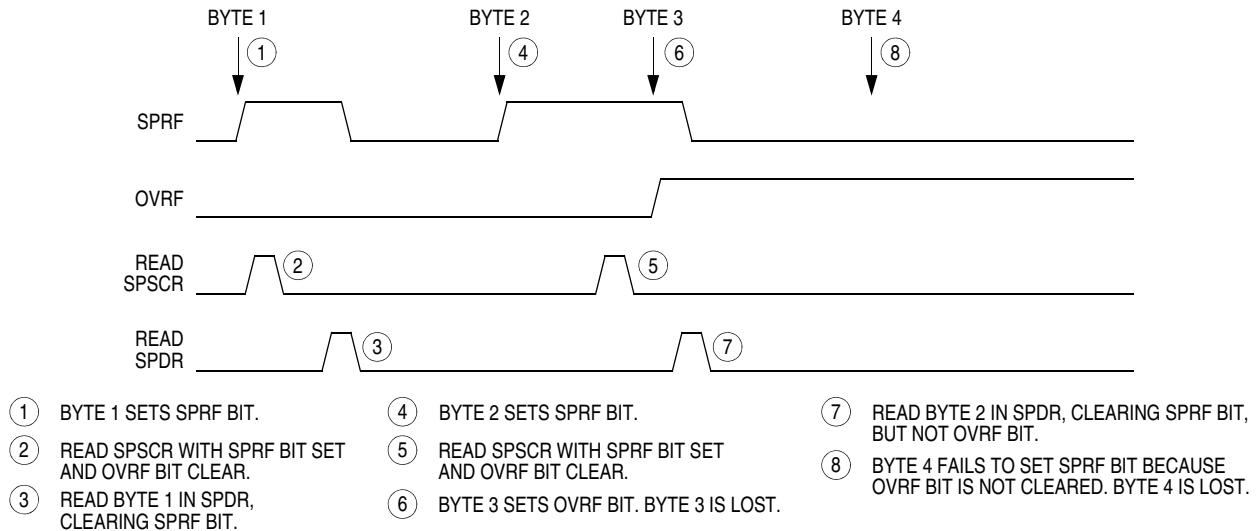 BYTE 1
BYTE 2
BYTE 3
BYTE 4
1
4
6
8
SPRF
OVRF
READ
SPSCR
2
5
READ
SPDR
3
7
1 BYTE 1 SETS SPRF BIT.
2 READ SPSCR WITH SPRF BIT SET
AND OVRF BIT CLEAR.
3 READ BYTE 1 IN SPDR,
CLEARING SPRF BIT.
4 BYTE 2 SETS SPRF BIT.
5 READ SPSCR WITH SPRF BIT SET
AND OVRF BIT CLEAR.
6 BYTE 3 SETS OVRF BIT. BYTE 3 IS LOST.
7 READ BYTE 2 IN SPDR, CLEARING SPRF BIT,
BUT NOT OVRF BIT.
8 BYTE 4 FAILS TO SET SPRF BIT BECAUSE
OVRF BIT IS NOT CLEARED. BYTE 4 IS LOST.